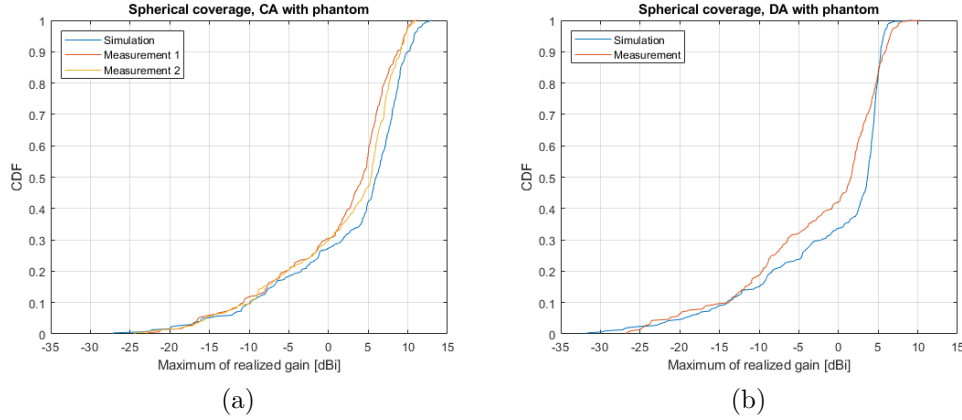 Spherical coverage, CA with phantom
1
0.9
0.8
0.7
0.6
0.5
0.4
0.3
0.2
0.1
0
CDF
Simulation
Measurement 1
Measurement 2
-35 -30 -25 -20 -15 -10 -5 0 5 10 15
Maximum of realized gain [dBi]
(a)
Spherical coverage, DA with phantom
1
0.9
0.8
0.7
0.6
0.5
0.4
0.3
0.2
0.1
0
CDF
Simulation
Measurement
-35 -30 -25 -20 -15 -10 -5 0 5 10 15
Maximum of realized gain [dBi]
(b)